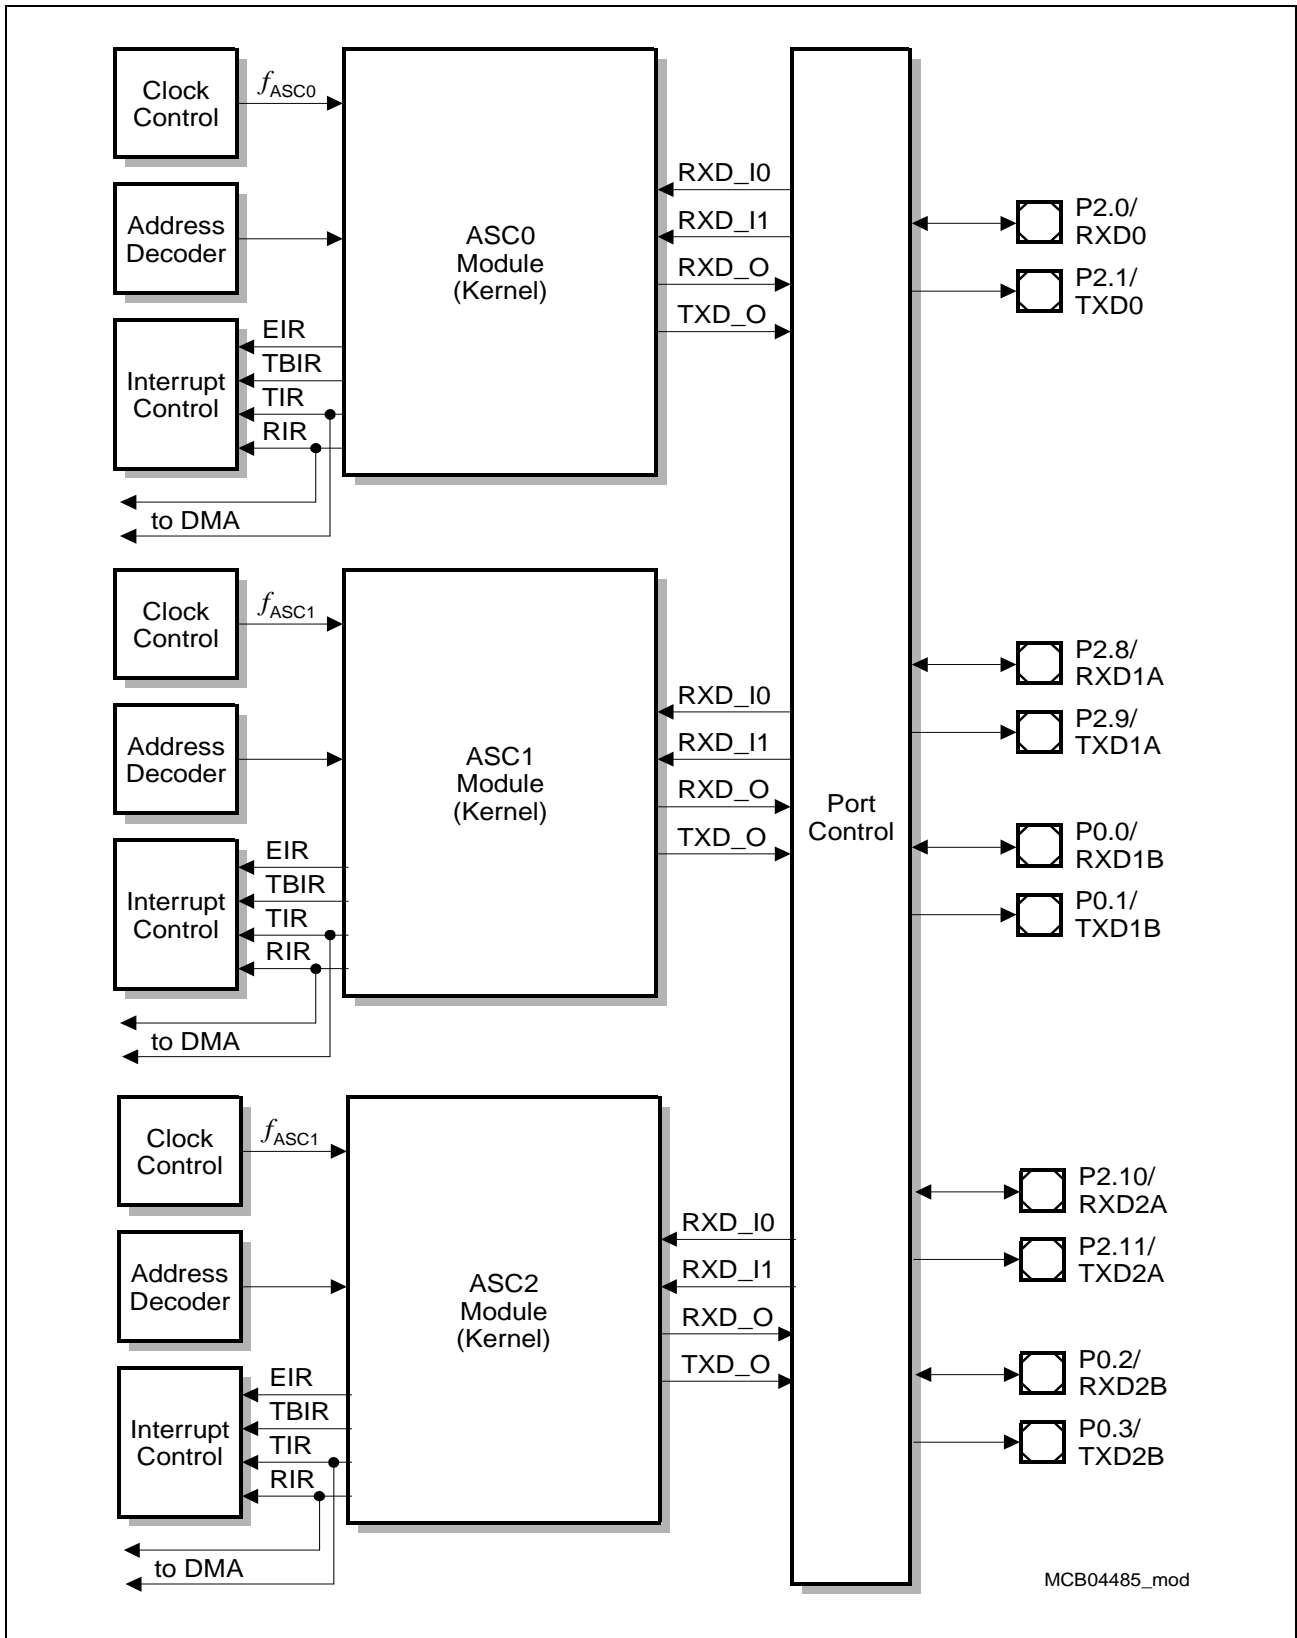 Clock
Control
fASC0
Address
Decoder
Interrupt
Control
EIR
TBIR
TIR
RIR
to DMA
ASC0
Module
(Kernel)
RXD_I0
RXD_I1
RXD_O
TXD_O
P2.0/
RXD0
P2.1/
TXD0
Clock
Control
fASC1
Address
Decoder
Interrupt
Control
EIR
TBIR
TIR
RIR
to DMA
ASC1
Module
(Kernel)
RXD_I0
RXD_I1
RXD_O
TXD_O
Port
Control
P2.8/
RXD1A
P2.9/
TXD1A
P0.0/
RXD1B
P0.1/
TXD1B
Clock
Control
fASC1
Address
Decoder
Interrupt
Control
EIR
TBIR
TIR
RIR
to DMA
ASC2
Module
(Kernel)
RXD_I0
RXD_I1
RXD_O
TXD_O
P2.10/
RXD2A
P2.11/
TXD2A
P0.2/
RXD2B
P0.3/
TXD2B
MCB04485_mod